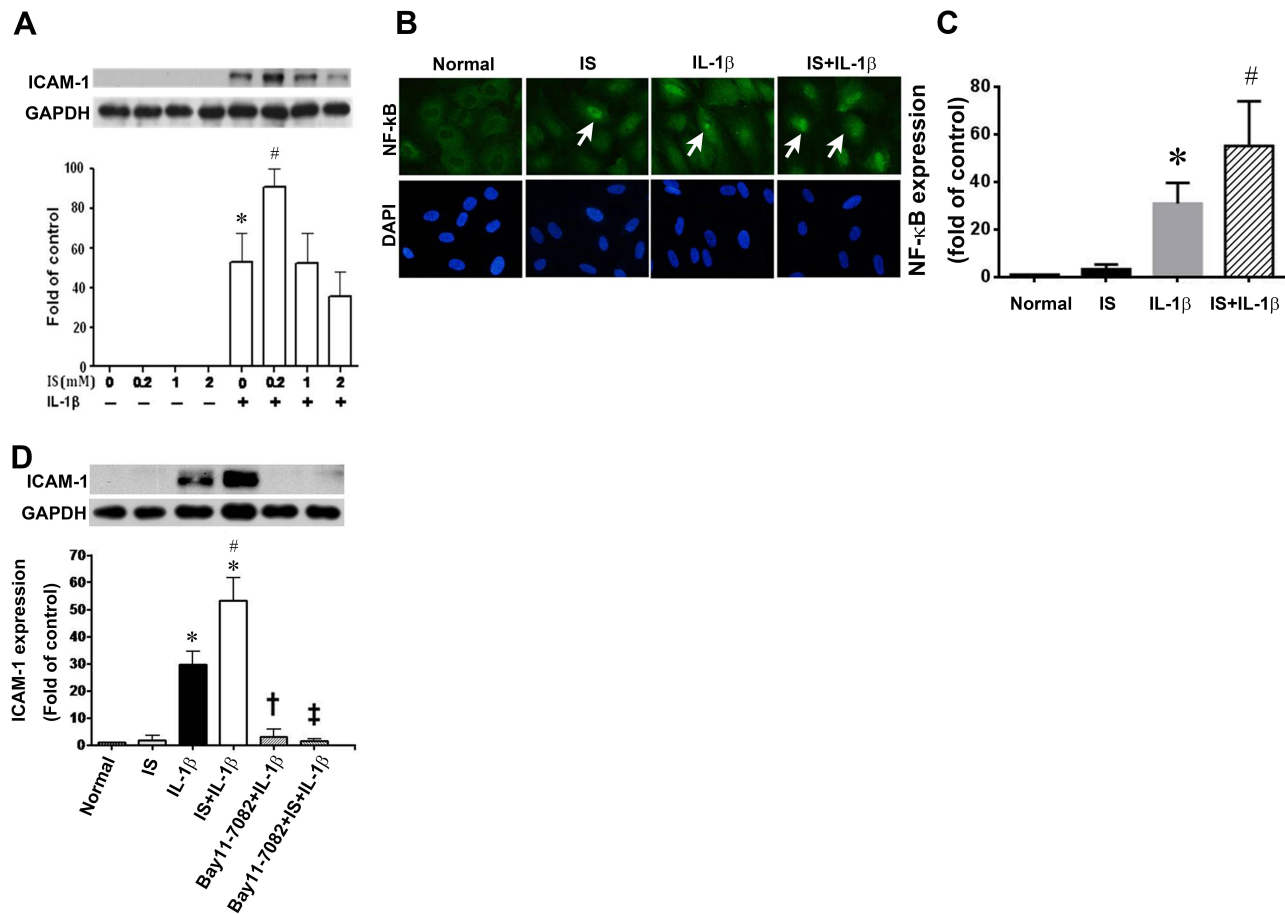 A
ICAM-1
GAPDH
Fold of control
100
80
60
40
20
0
*
#
IS(mM) 0 0.2 1 2 0 0.2 1 2
IL-1β − − − − + + + +
B
Normal IS IL-1β IS+IL-1β
NF-kB
DAPI
C
NF-κB expression
(fold of control)
80
60
40
20
0
*
#
Normal IS IL-1β IS+IL-1β
D
ICAM-1
GAPDH
ICAM-1 expression
(Fold of control)
70
60
50
40
30
20
10
0
*
#
*
†
‡
Normal
IS
IL-1β
IS+IL-1β
Bay11-7082+IL-1β
Bay11-7082+IS+IL-1β